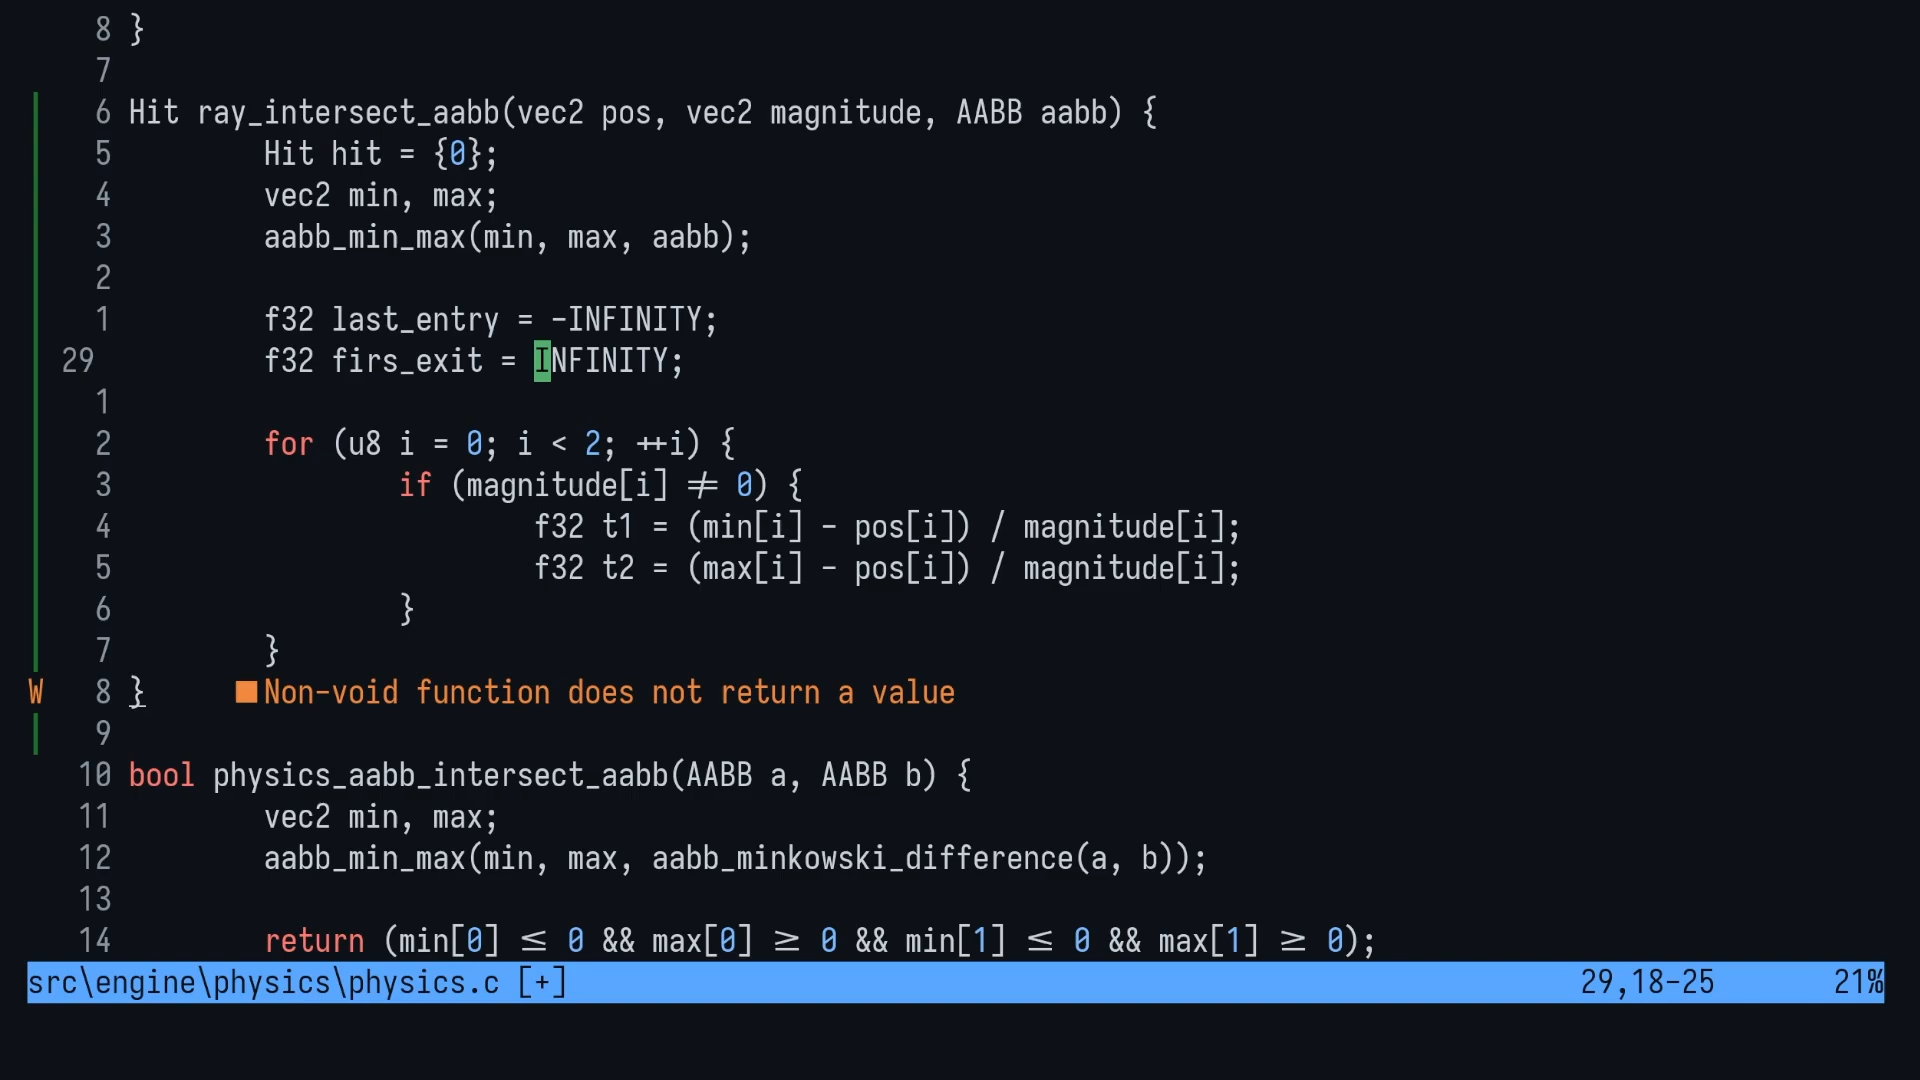 8 }
7
6 Hit ray_intersect_aabb(vec2 pos, vec2 magnitude, AABB aabb) {
5 Hit hit = {0};
4 vec2 min, max;
3 aabb_min_max(min, max, aabb);
2
1 f32 last_entry = -INFINITY;
29 f32 firs_exit = INFINITY;
1
2 for (u8 i = 0; i < 2; ++i) {
3 if (magnitude[i] ≠ 0) {
4 f32 t1 = (min[i] - pos[i]) / magnitude[i];
5 f32 t2 = (max[i] - pos[i]) / magnitude[i];
6 }
7 }
W 8 } ■Non-void function does not return a value
9
10 bool physics_aabb_intersect_aabb(AABB a, AABB b) {
11 vec2 min, max;
12 aabb_min_max(min, max, aabb_minkowski_difference(a, b));
13
14 return (min[0] ≤ 0 && max[0] ≥ 0 && min[1] ≤ 0 && max[1] ≥ 0);
src\engine\physics\physics.c [+] 29,18-25 21%